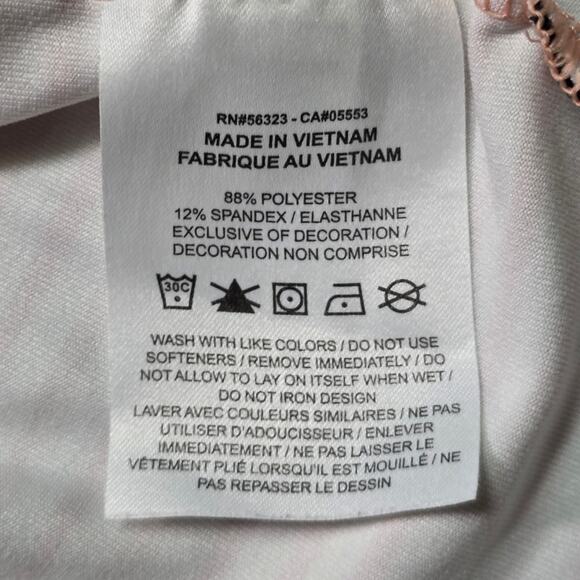 RN#56323 - CA#05553
MADE IN VIETNAM
FABRIQUE AU VIETNAM
88% POLYESTER
12% SPANDEX / ELASTHANNE
EXCLUSIVE OF DECORATION /
DECORATION NON COMPRISE
30C
WASH WITH LIKE COLORS / DO NOT USE
SOFTENERS / REMOVE IMMEDIATELY / DO
NOT ALLOW TO LAY ON ITSELF WHEN WET /
DO NOT IRON DESIGN
LAVER AVEC COULEURS SIMILAIRES / NE PAS
UTILISER D'ADOUCISSEUR / ENLEVER
IMMEDIATEMENT / NE PAS LAISSER LE
VÊTEMENT PLIÉ LORSQU'IL EST MOUILLÉ / NE
PAS REPASSER LE DESSIN